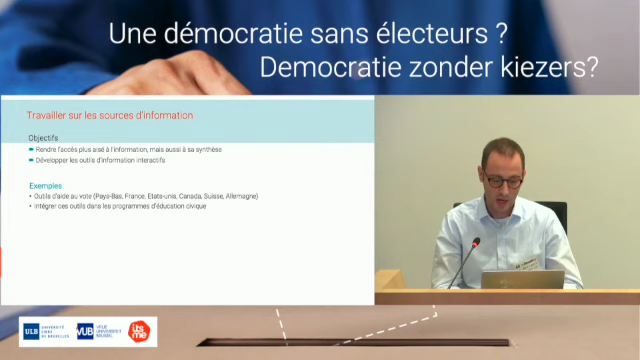 Une démocratie sans électeurs ?
Democratie zonder kiezers?
Travailler sur les sources d'information
Objectifs
Rendre l'accès plus aisé à l'information, mais aussi à sa synthèse
Développer les outils d'information interactifs
Exemples
Outils d'aide au vote (Pays-Bas, France, Etats-unis, Canada, Suisse, Allemagne)
Intégrer ces outils dans les programmes d'éducation civique
ULB UNIVERSITÉ LIBRE DE BRUXELLES
VUB VRIJE UNIVERSITEIT BRUSSEL
it's me